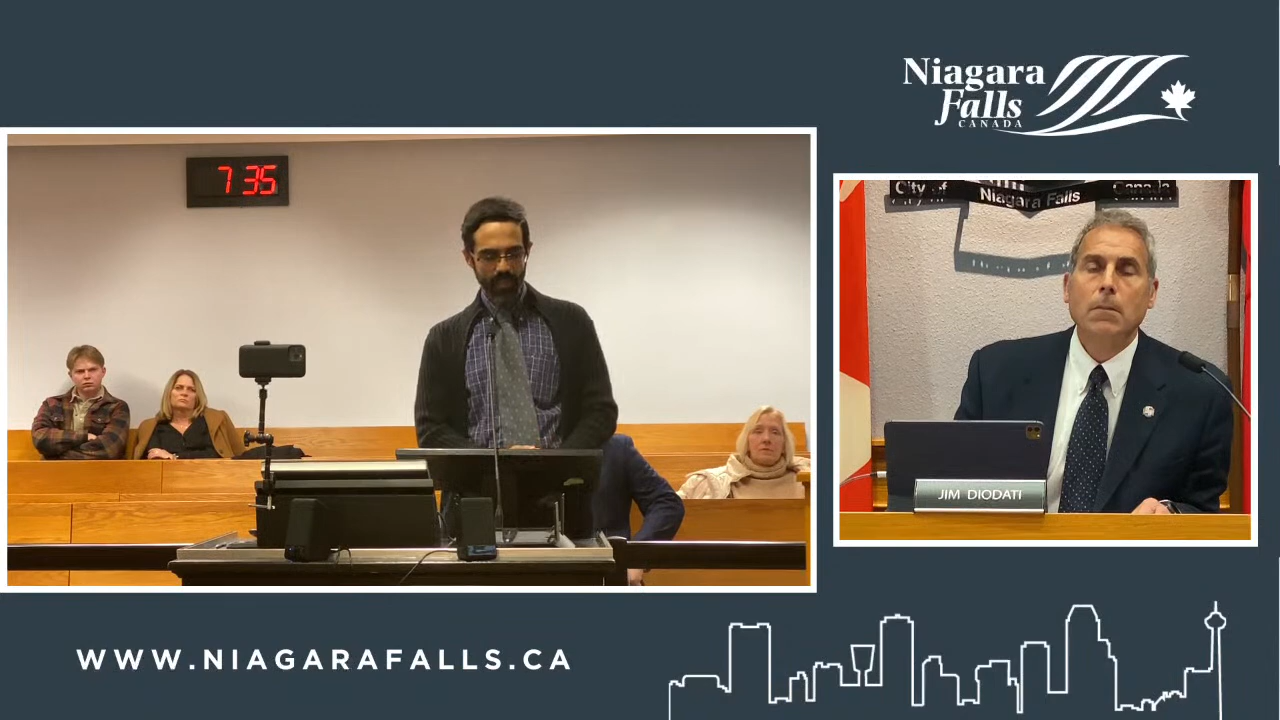 Niagara
Falls
CANADA
7 35
City of
Niagara Falls
Canada
JIM DIODATI
WWW.NIAGARAFALLS.CA